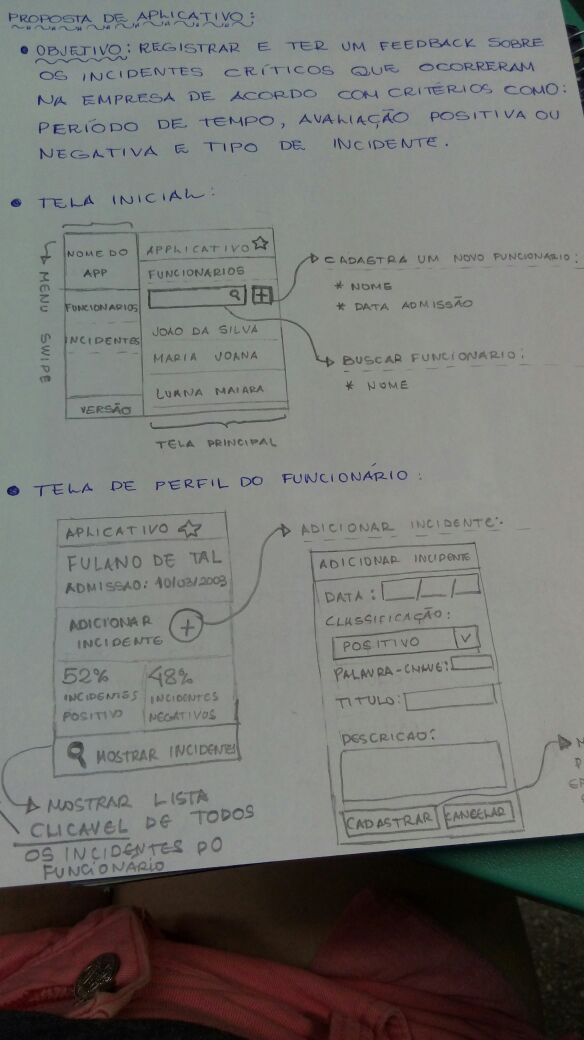 PROPOSTA DE APLICATIVO:
• OBJETIVO: REGISTRAR E TER UM FEEDBACK SOBRE
OS INCIDENTES CRÍTICOS QUE OCORRERAM
NA EMPRESA DE ACORDO COM CRITÉRIOS COMO:
PERÍODO DE TEMPO, AVALIAÇÃO POSITIVA OU
NEGATIVA E TIPO DE INCIDENTE.
• TELA INICIAL:
MENU SWIPE
NOME DO
APP
FUNCIONARIOS
INCIDENTES
VERSÃO
APPLICATIVO
FUNCIONARIOS
JOAO DA SILVA
MARIA JOANA
LUANA MAIARA
TELA PRINCIPAL
CADASTRA UM NOVO FUNCIONARIO:
* NOME
* DATA ADMISSÃO
BUSCAR FUNCIONARIO:
* NOME
• TELA DE PERFIL DO FUNCIONÁRIO:
APLICATIVO
FULANO DE TAL
ADMISSAO: 10/03/2003
ADICIONAR
INCIDENTE
52%
INCIDENTES
POSITIVO
48%
INCIDENTES
NEGATIVOS
MOSTRAR INCIDENTES
MOSTRAR LISTA
CLICAVEL DE TODOS
OS INCIDENTES DO
FUNCIONARIO
ADICIONAR INCIDENTE:
ADICIONAR INCIDENTE
DATA: __/__/__
CLASSIFICAÇÃO:
POSITIVO
PALAVRA-CHAVE:
TITULO:
DESCRICAO:
CADASTRAR
CANCELAR